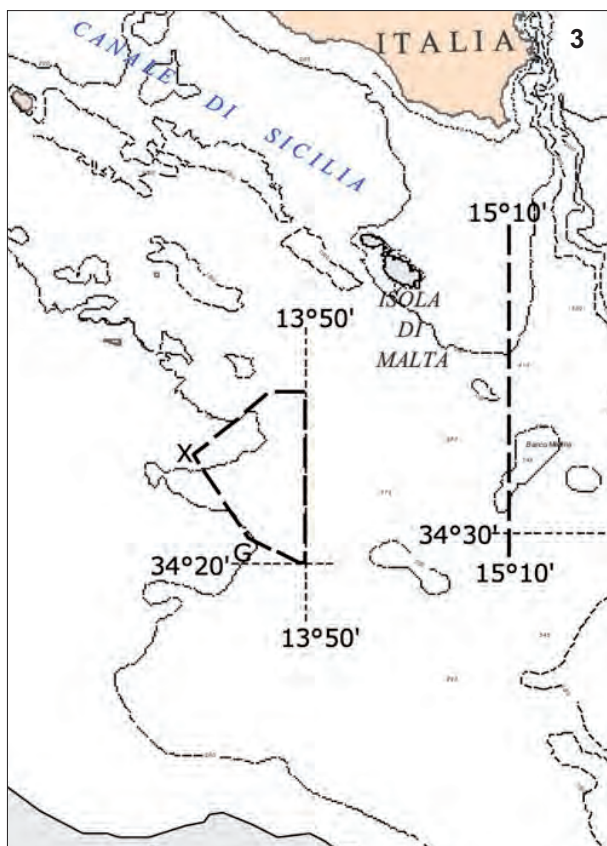 3
ITALIA
CANALE DI SICILIA
15°10'
ISOLA
DI
MALTA
13°50'
X
34°30'
G
34°20'
15°10'
13°50'